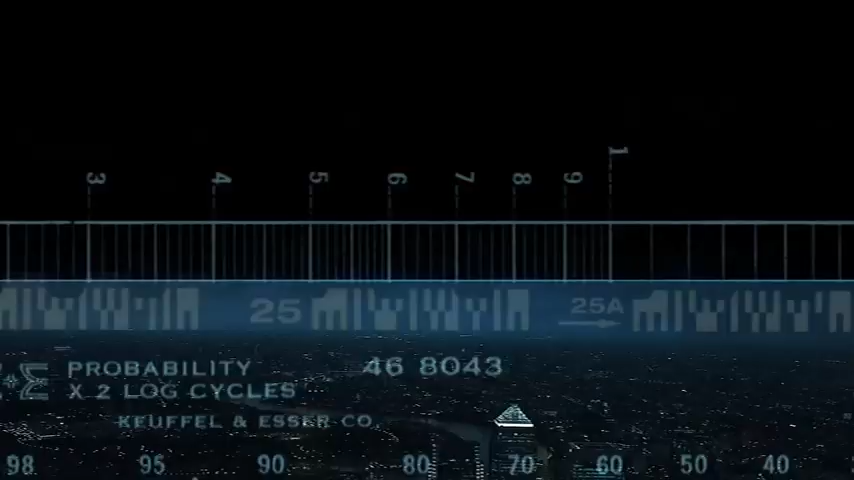 3 4 5 6 7 8 9 1
25 25A
PROBABILITY 46 8043
X 2 LOG CYCLES
KEUFFEL & ESSER CO.
98 95 90 80 70 60 50 40